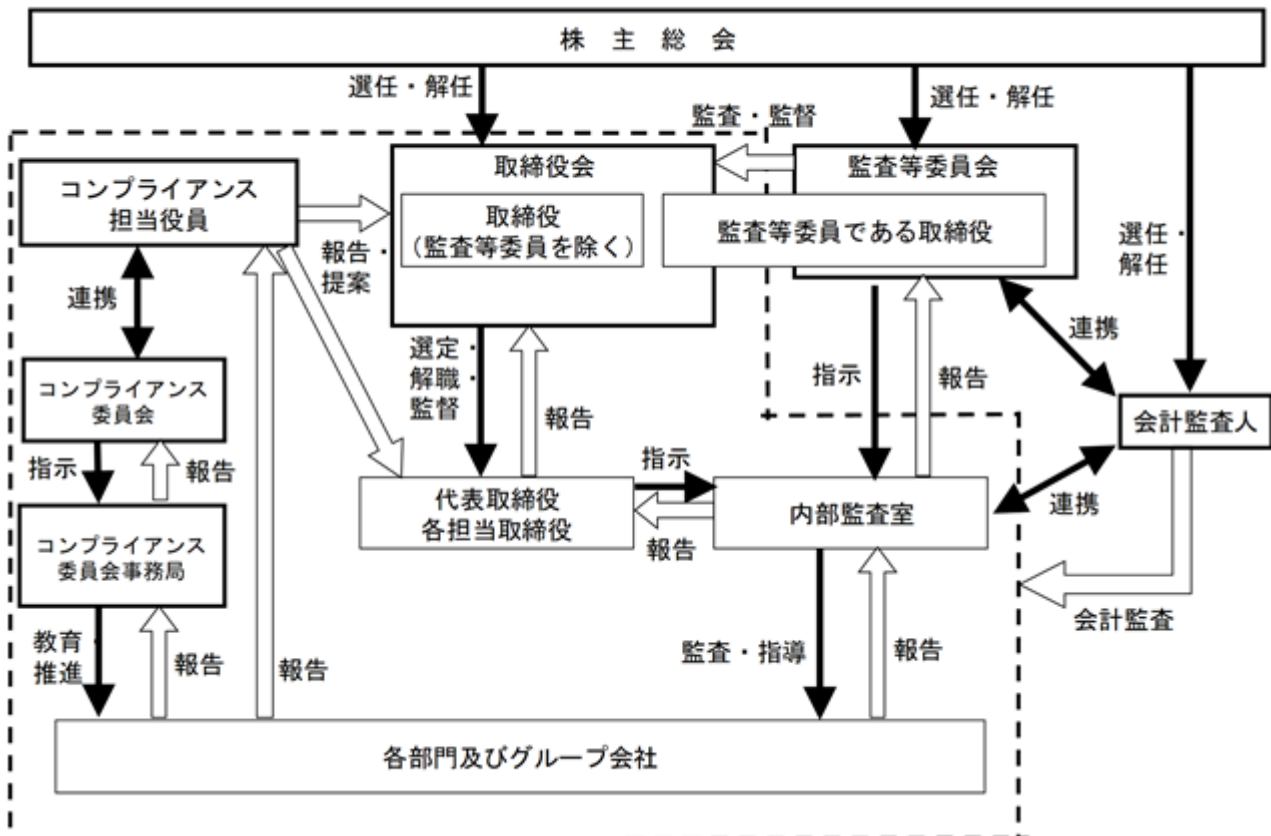 株 主 総 会
選任・解任
選任・解任
監査・監督
選任・
解任
コンプライアンス
担当役員
取締役会
取締役
(監査等委員を除く)
監査等委員会
監査等委員である取締役
報告・
提案
連携
選定・
解職・
監督
報告
指示
報告
連携
コンプライアンス
委員会
会計監査人
指示
報告
代表取締役
各担当取締役
指示
報告
内部監査室
連携
コンプライアンス
委員会事務局
会計監査
教育・
推進
報告
報告
監査・指導
報告
各部門及びグループ会社